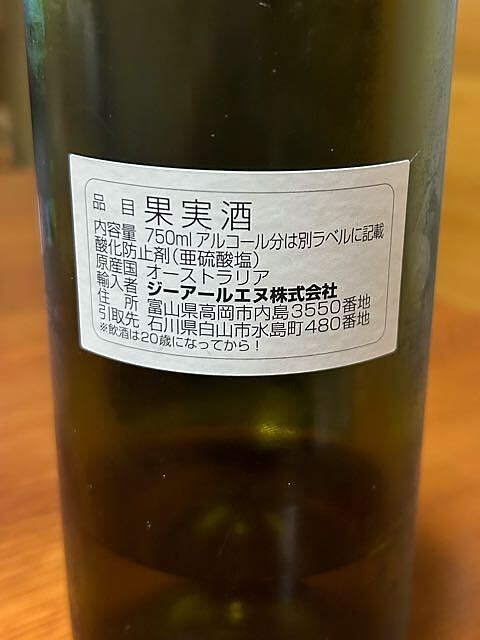 品目 果実酒
内容量 750ml アルコール分は別ラベルに記載
酸化防止剤(亜硫酸塩)
原産国 オーストラリア
輸入者 ジーアールエヌ株式会社
住所 富山県高岡市内島3550番地
引取先 石川県白山市水島町480番地
※飲酒は20歳になってから!